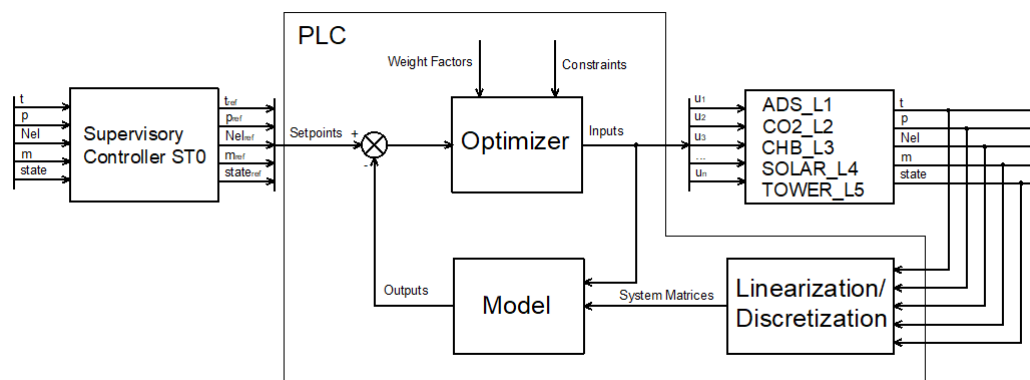 PLC
Weight Factors
Constraints
t
p
Nel
m
state
Supervisory
Controller ST0
tref
pref
Nelref
mref
stateref
Setpoints
+
-
Optimizer
Inputs
u1
u2
u3
...
un
ADS_L1
CO2_L2
CHB_L3
SOLAR_L4
TOWER_L5
t
p
Nel
m
state
Outputs
Model
System Matrices
Linearization/
Discretization